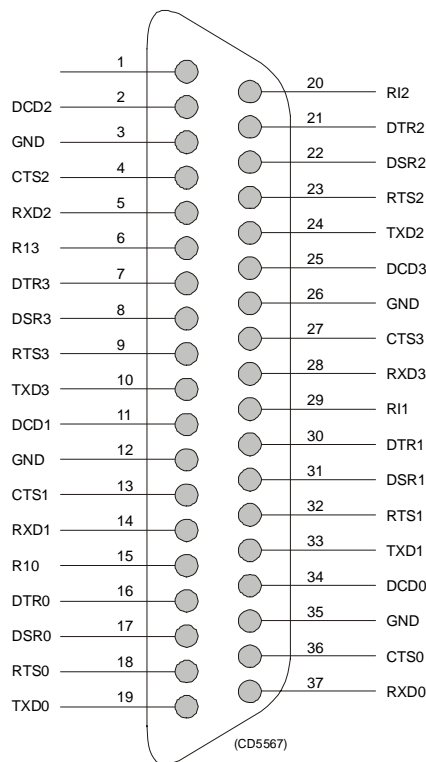 1
DCD2 2
GND 3
CTS2 4
RXD2 5
R13 6
DTR3 7
DSR3 8
RTS3 9
TXD3 10
DCD1 11
GND 12
CTS1 13
RXD1 14
R10 15
DTR0 16
DSR0 17
RTS0 18
TXD0 19
20 RI2
21 DTR2
22 DSR2
23 RTS2
24 TXD2
25 DCD3
26 GND
27 CTS3
28 RXD3
29 RI1
30 DTR1
31 DSR1
32 RTS1
33 TXD1
34 DCD0
35 GND
36 CTS0
37 RXD0
(CD5567)